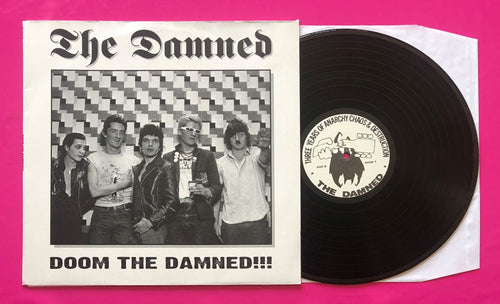 The Damned
DOOM THE DAMNED!!!
THREE YEARS OF ANARCHY CHAOS & DESTRUCTION
THE DAMNED